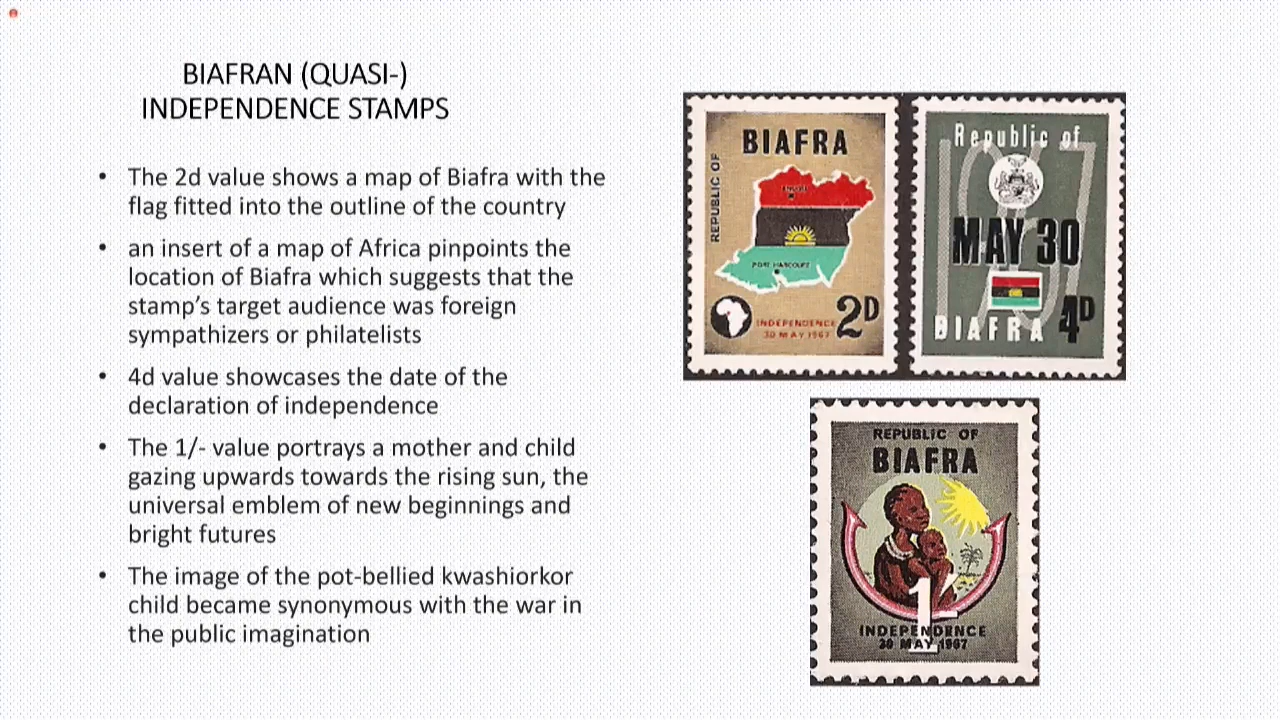 BIAFRAN (QUASI-)
INDEPENDENCE STAMPS
• The 2d value shows a map of Biafra with the
flag fitted into the outline of the country
• an insert of a map of Africa pinpoints the
location of Biafra which suggests that the
stamp’s target audience was foreign
sympathizers or philatelists
• 4d value showcases the date of the
declaration of independence
• The 1/- value portrays a mother and child
gazing upwards towards the rising sun, the
universal emblem of new beginnings and
bright futures
• The image of the pot-bellied kwashiorkor
child became synonymous with the war in
the public imagination
REPUBLIC OF
BIAFRA
PORT HARCOURT
2D
INDEPENDENCE
30 MAY 1967
Republic of
1967
MAY 30
BIAFRA
4D
REPUBLIC OF
BIAFRA
1/-
INDEPENDENCE
30 MAY 1967